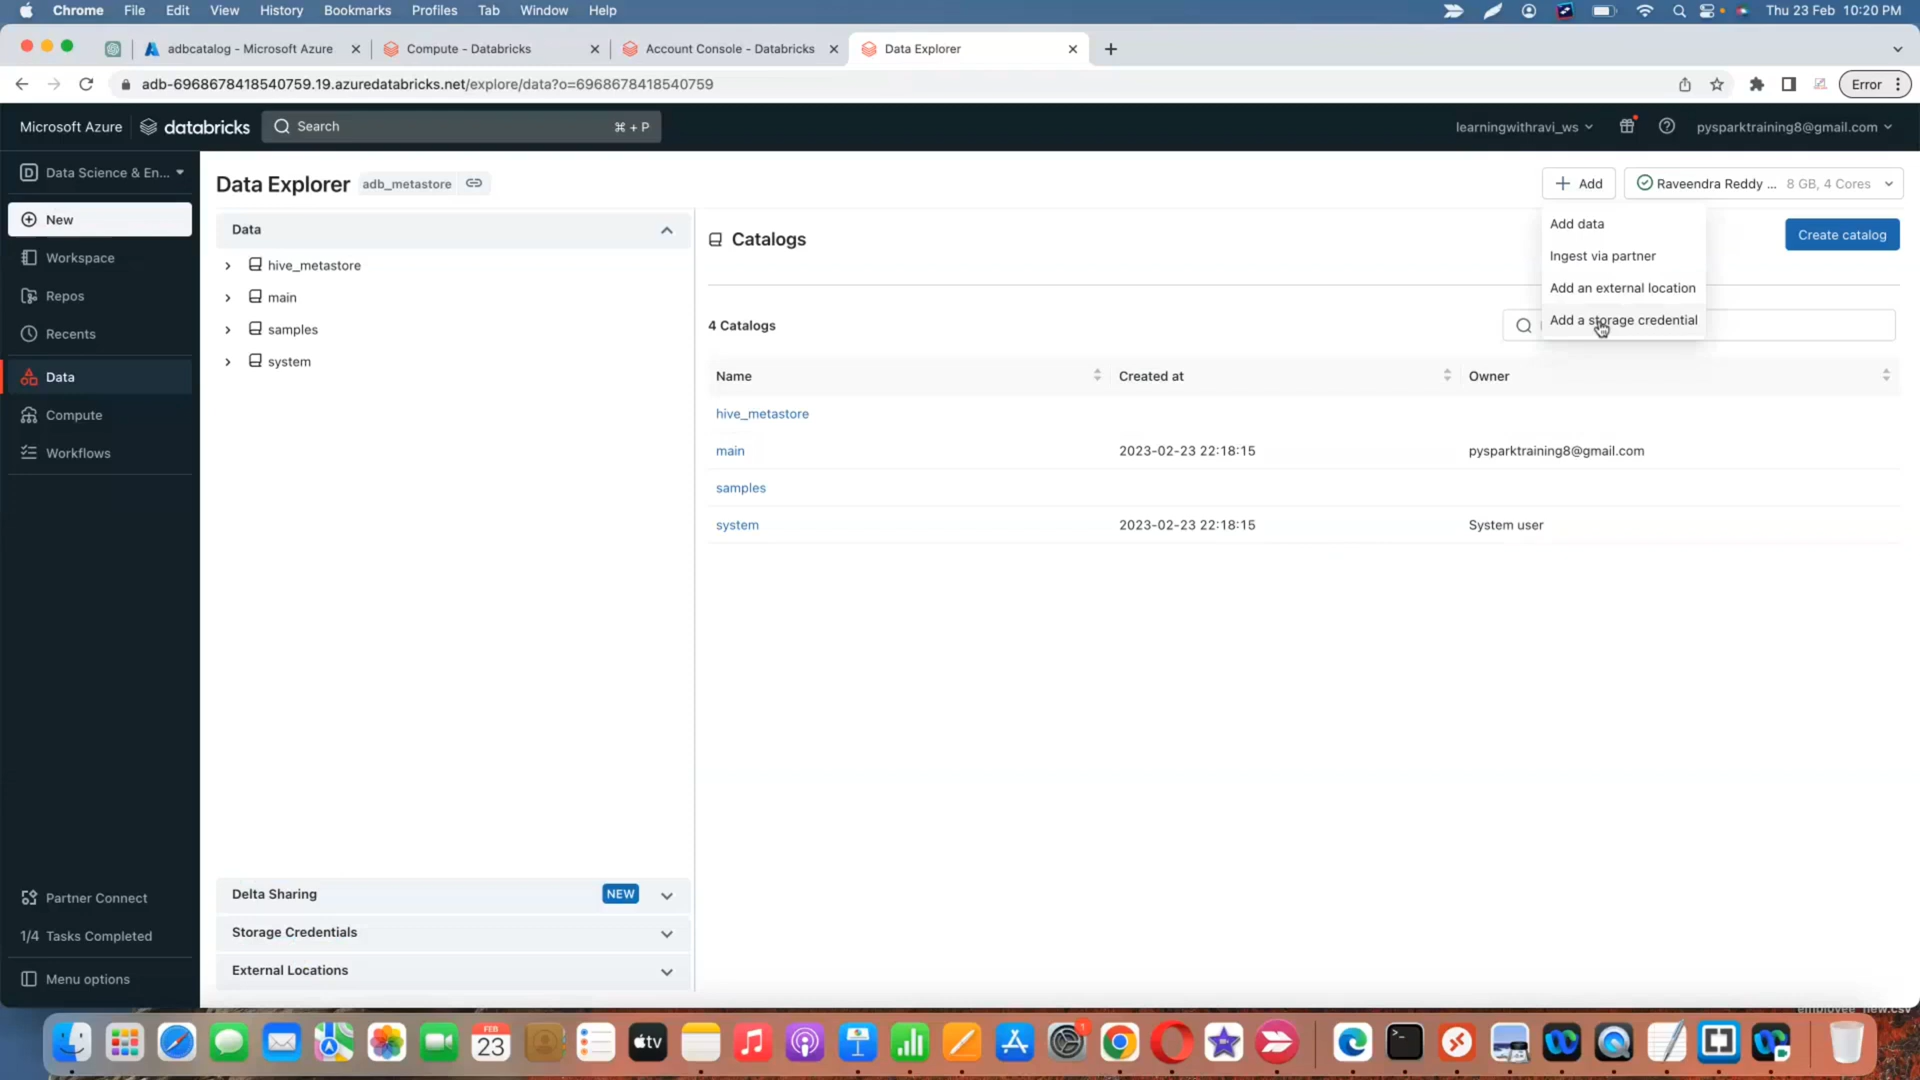 Chrome File Edit View History Bookmarks Profiles Tab Window Help Thu 23 Feb 10:20 PM
adbcatalog - Microsoft Azure Compute - Databricks Account Console - Databricks Data Explorer
adb-6968678418540759.19.azuredatabricks.net/explore/data?o=6968678418540759 Error
Microsoft Azure databricks Search ⌘ + P learningwithravi_ws pysparktraining8@gmail.com
Data Science & En...
New
Workspace
Repos
Recents
Data
Compute
Workflows
Partner Connect
1/4 Tasks Completed
Menu options
Data Explorer adb_metastore
Add Raveendra Reddy ... 8 GB, 4 Cores
Data
hive_metastore
main
samples
system
Delta Sharing NEW
Storage Credentials
External Locations
Catalogs
Create catalog
Add data
Ingest via partner
Add an external location
Add a storage credential
4 Catalogs
Name Created at Owner
hive_metastore
main 2023-02-23 22:18:15 pysparktraining8@gmail.com
samples
system 2023-02-23 22:18:15 System user
FEB
23
tv
1